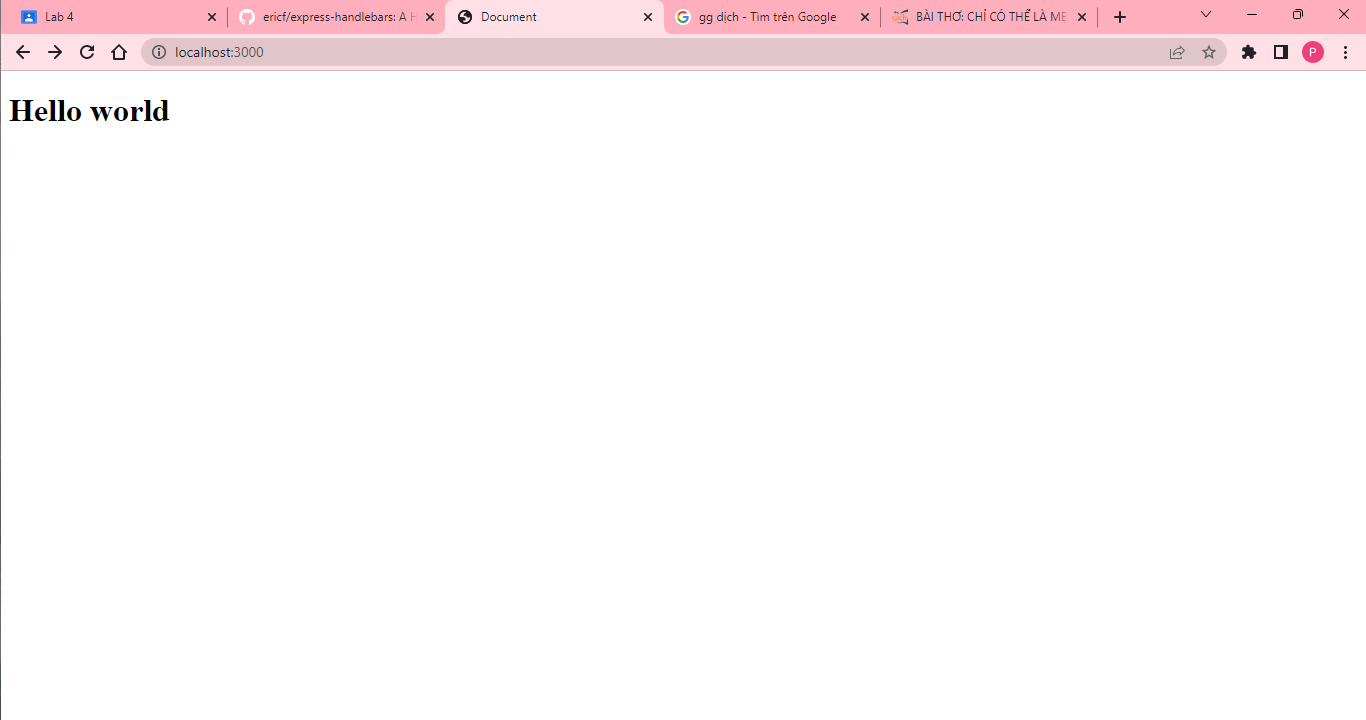 Lab 4
ericf/express-handlebars: A H
Document
gg dịch - Tìm trên Google
BÀI THƠ: CHỈ CÓ THỂ LÀ MẸ
localhost:3000
P
Hello world